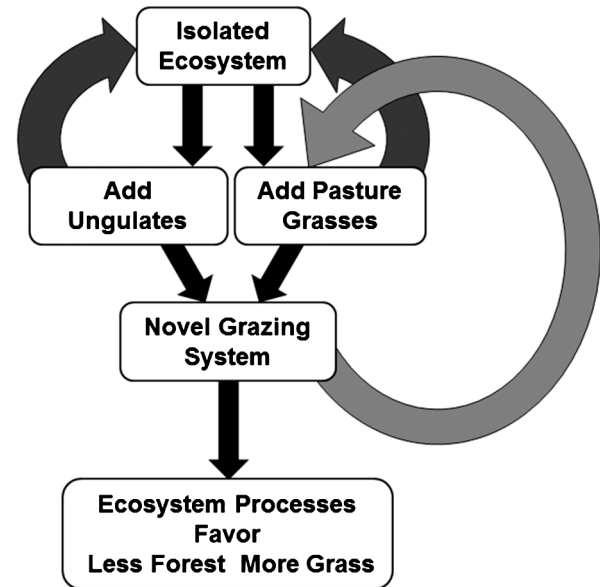 Isolated
Ecosystem
Add
Ungulates
Add Pasture
Grasses
Novel Grazing
System
Ecosystem Processes
Favor
Less Forest More Grass